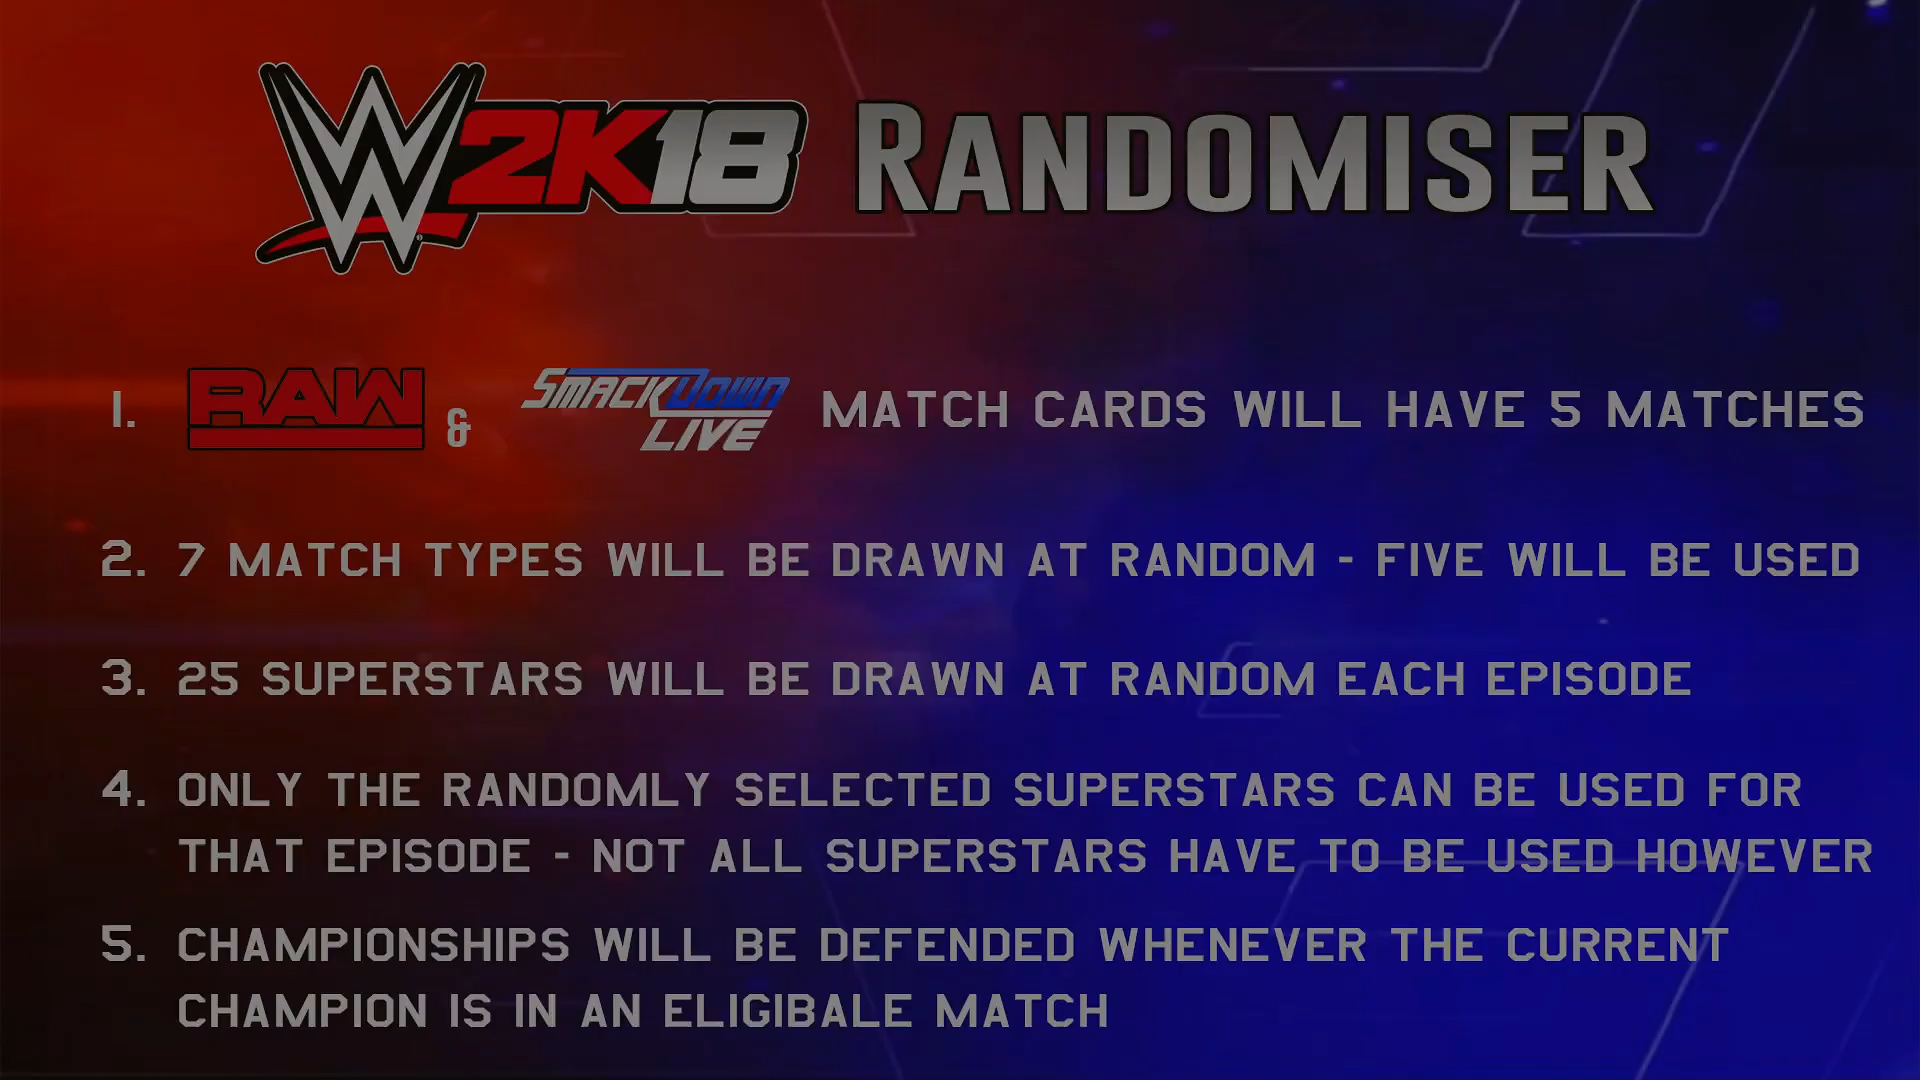 W 2K18 RANDOMISER
1. RAW & SMACKDOWN LIVE MATCH CARDS WILL HAVE 5 MATCHES
2. 7 MATCH TYPES WILL BE DRAWN AT RANDOM - FIVE WILL BE USED
3. 25 SUPERSTARS WILL BE DRAWN AT RANDOM EACH EPISODE
4. ONLY THE RANDOMLY SELECTED SUPERSTARS CAN BE USED FOR
THAT EPISODE - NOT ALL SUPERSTARS HAVE TO BE USED HOWEVER
5. CHAMPIONSHIPS WILL BE DEFENDED WHENEVER THE CURRENT
CHAMPION IS IN AN ELIGIBALE MATCH